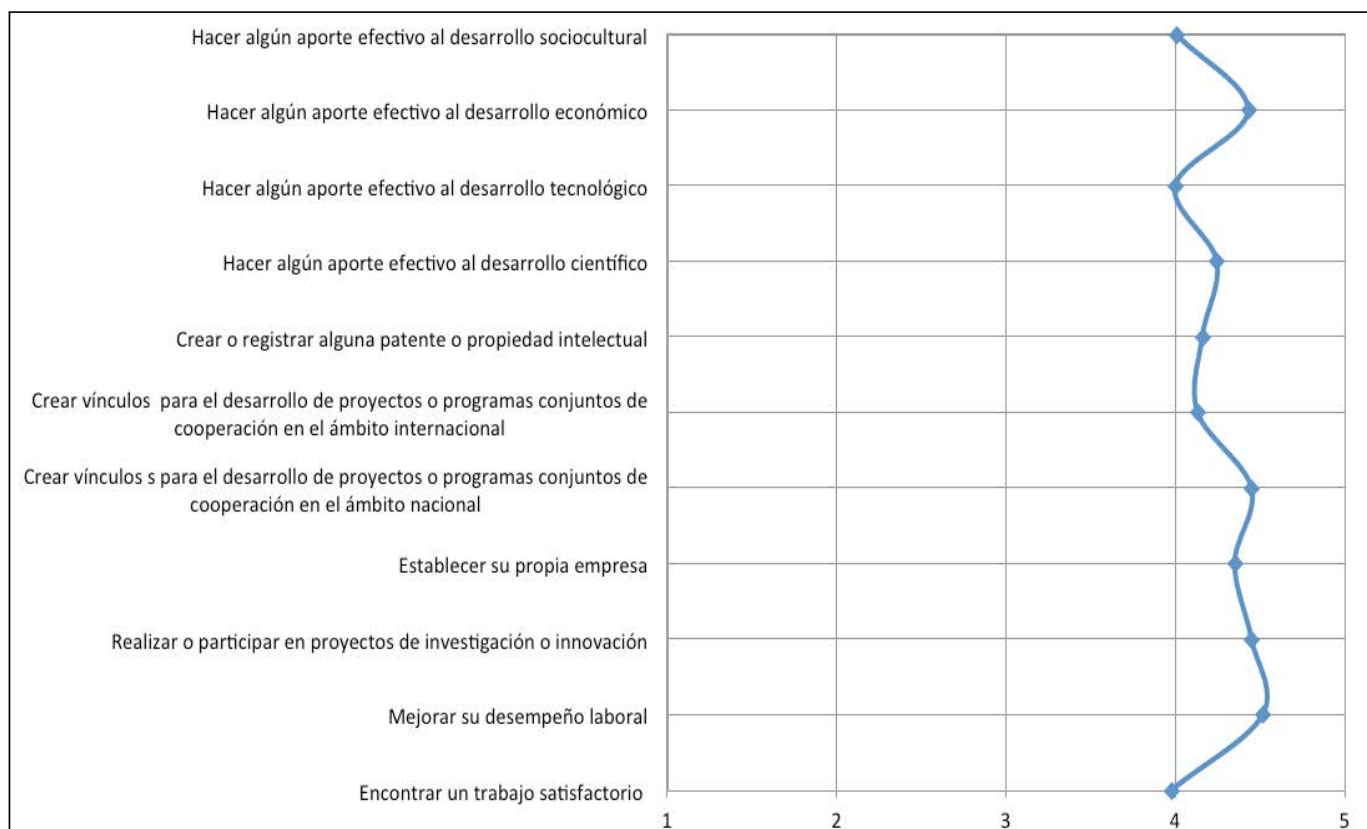 Hacer algún aporte efectivo al desarrollo sociocultural
Hacer algún aporte efectivo al desarrollo económico
Hacer algún aporte efectivo al desarrollo tecnológico
Hacer algún aporte efectivo al desarrollo científico
Crear o registrar alguna patente o propiedad intelectual
Crear vínculos para el desarrollo de proyectos o programas conjuntos de
cooperación en el ámbito internacional
Crear vínculos s para el desarrollo de proyectos o programas conjuntos de
cooperación en el ámbito nacional
Establecer su propia empresa
Realizar o participar en proyectos de investigación o innovación
Mejorar su desempeño laboral
Encontrar un trabajo satisfactorio
1 2 3 4 5